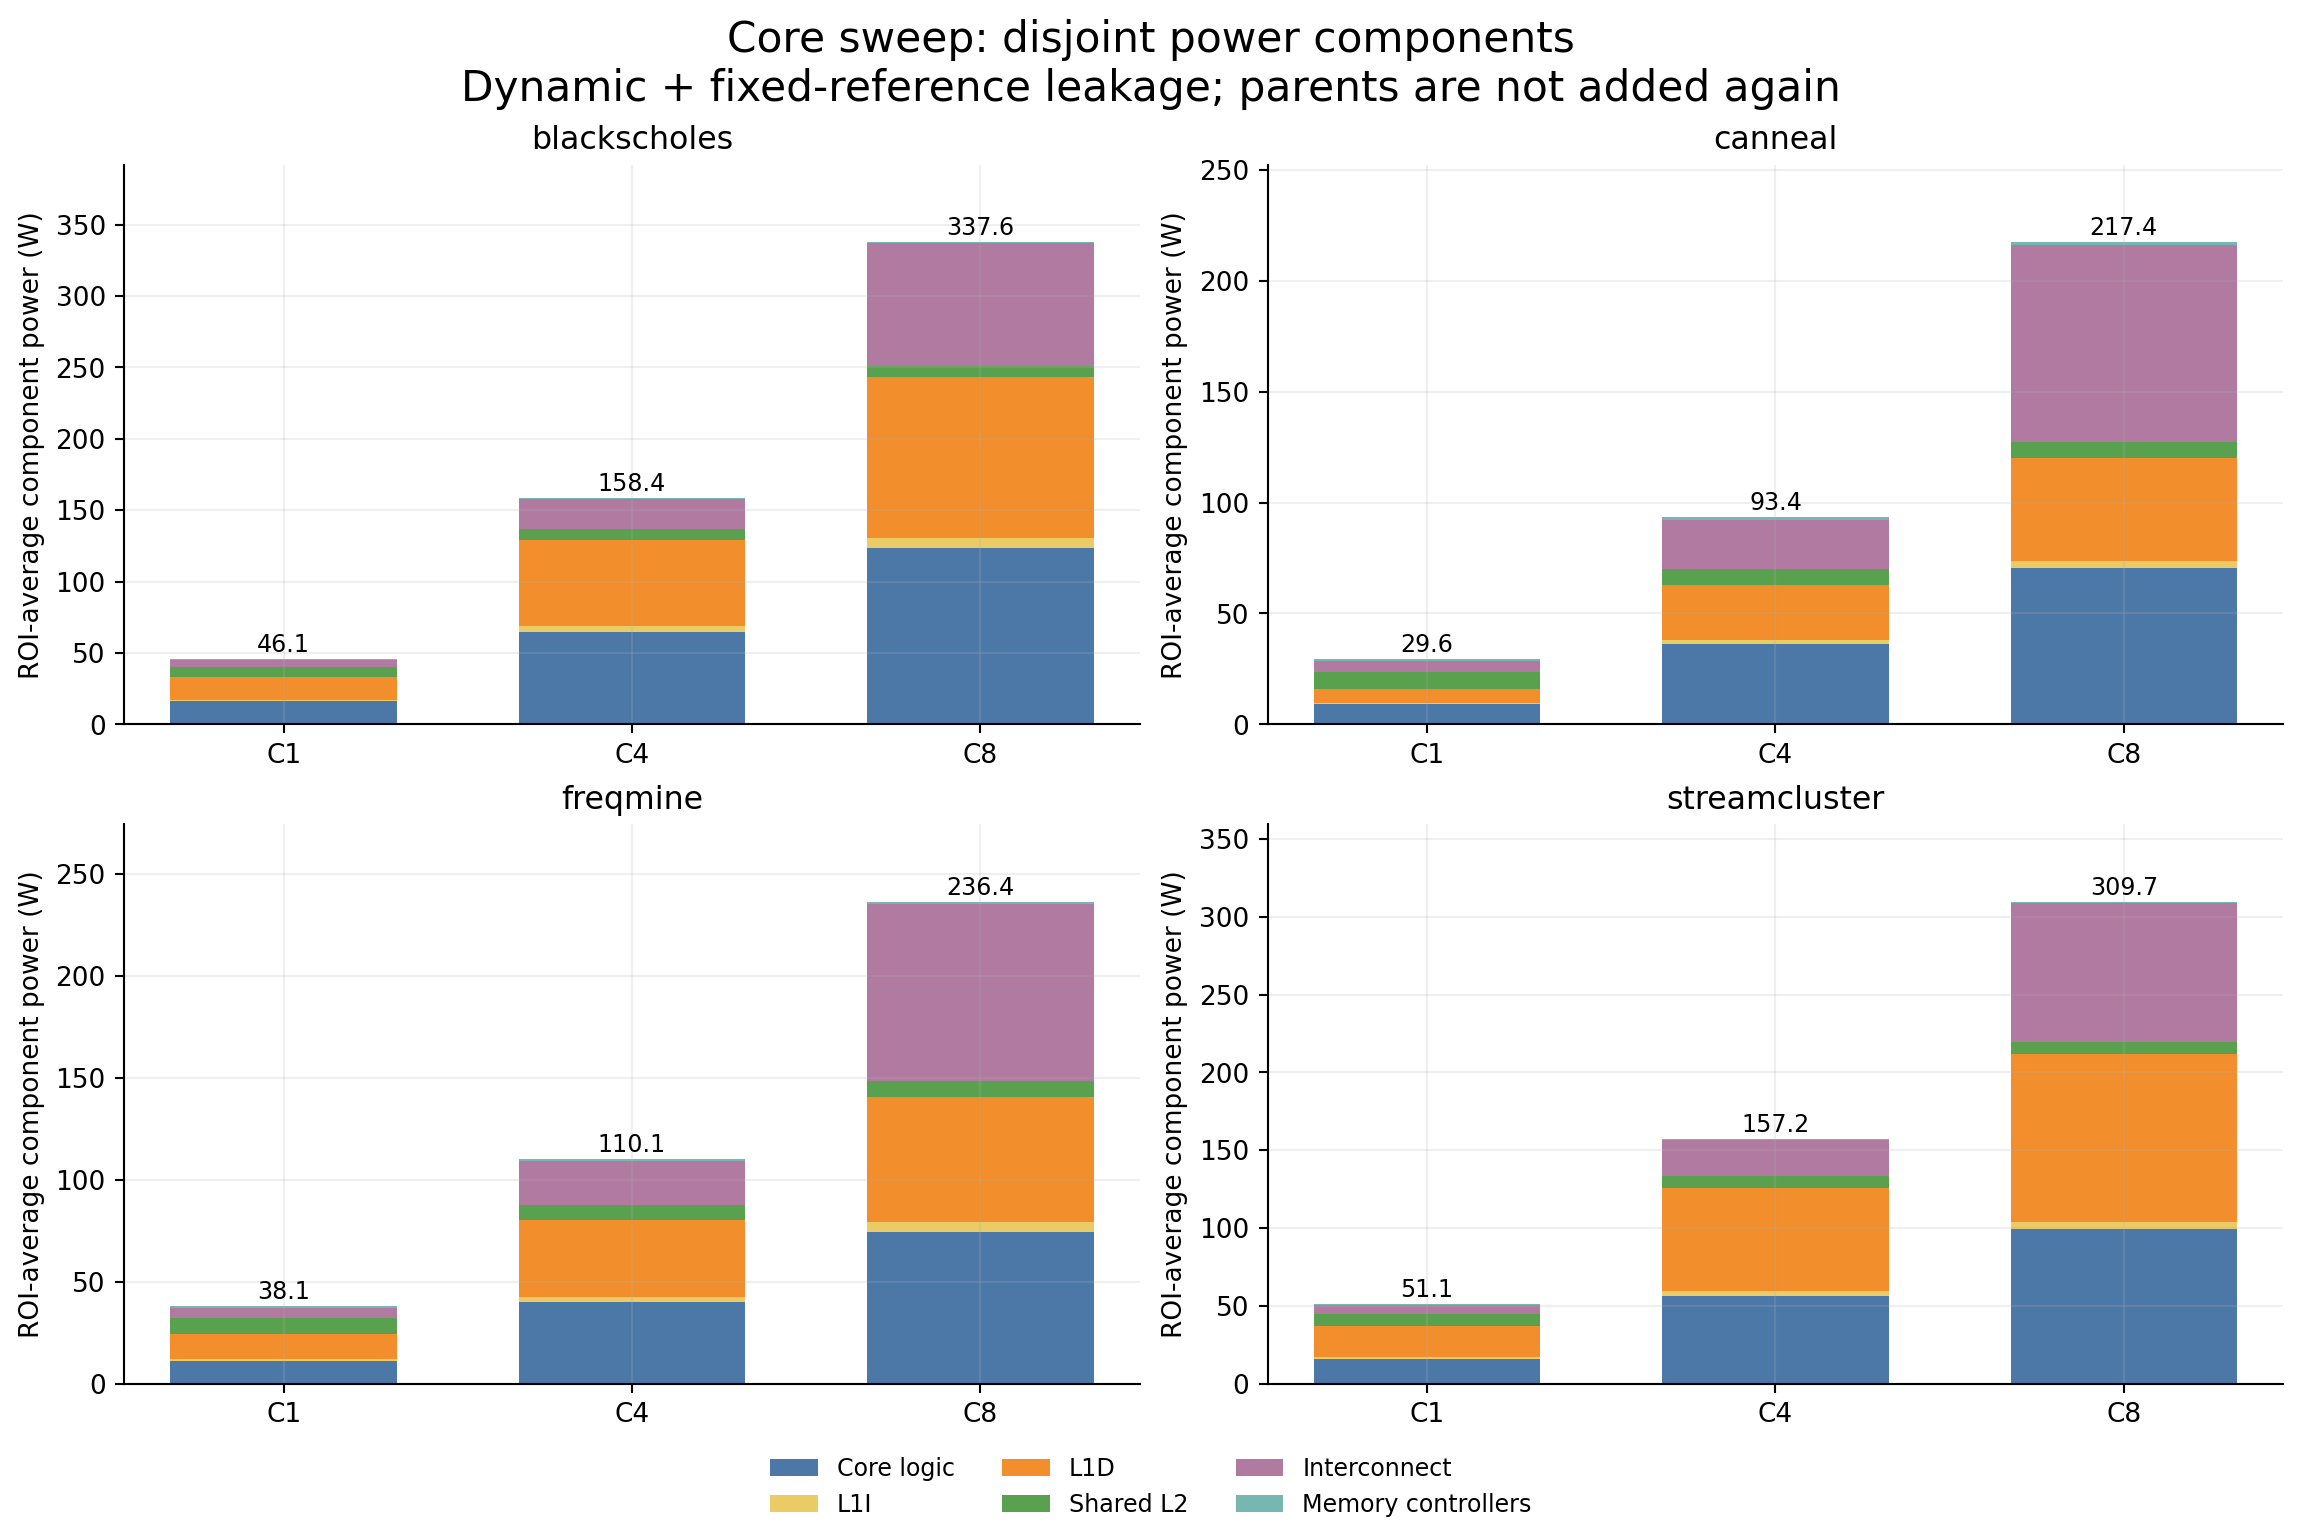 Core sweep: disjoint power components
Dynamic + fixed-reference leakage; parents are not added again
blackscholes
ROI-average component power (W)
350
300
250
200
150
100
50
0
46.1
158.4
337.6
C1
C4
C8
canneal
ROI-average component power (W)
250
200
150
100
50
0
29.6
93.4
217.4
C1
C4
C8
freqmine
ROI-average component power (W)
250
200
150
100
50
0
38.1
110.1
236.4
C1
C4
C8
streamcluster
ROI-average component power (W)
350
300
250
200
150
100
50
0
51.1
157.2
309.7
C1
C4
C8
Core logic
L1I
L1D
Shared L2
Interconnect
Memory controllers